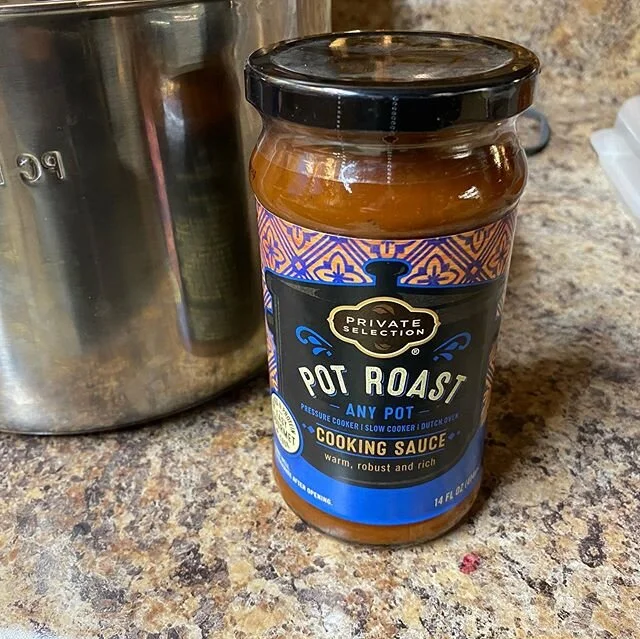 PRIVATE
SELECTION
®
POT ROAST
ANY POT
PRESSURE COOKER | SLOW COOKER | DUTCH OVEN
COOKING SAUCE
warm, robust and rich
AFTER OPENING.
14 FL OZ
PC